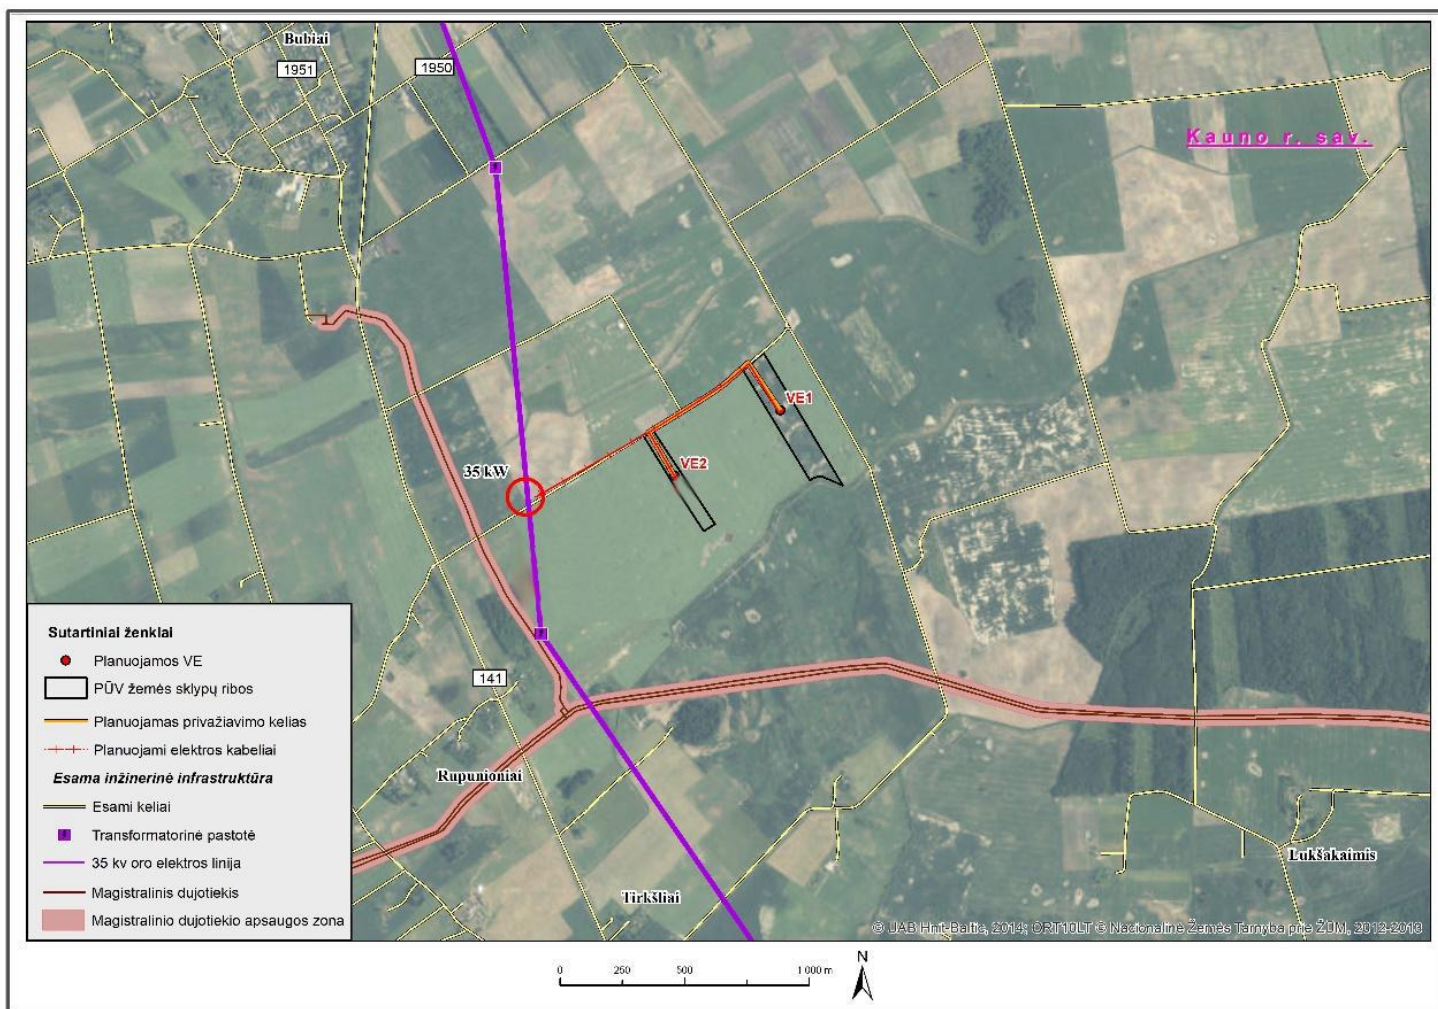 Bubiai
1951
1950
Kauno r. sav.
VE1
VE2
35 kW
141
Rupunioniai
Tirkšliai
Lukšakaimis
Sutartiniai ženklai
Planuojamos VE
PŪV žemės sklypų ribos
Planuojamas privažiavimo kelias
Planuojami elektros kabeliai
Esama inžinerinė infrastruktūra
Esami keliai
Transformatorinė pastotė
35 kv oro elektros linija
Magistralinis dujotiekis
Magistralinio dujotiekio apsaugos zona
© UAB Hnit-Baltic, 2014; ORT10LT © Nacionalinė Žemės Tarnyba prie ŽŪM, 2012-2013
0 250 500 1 000 m
N